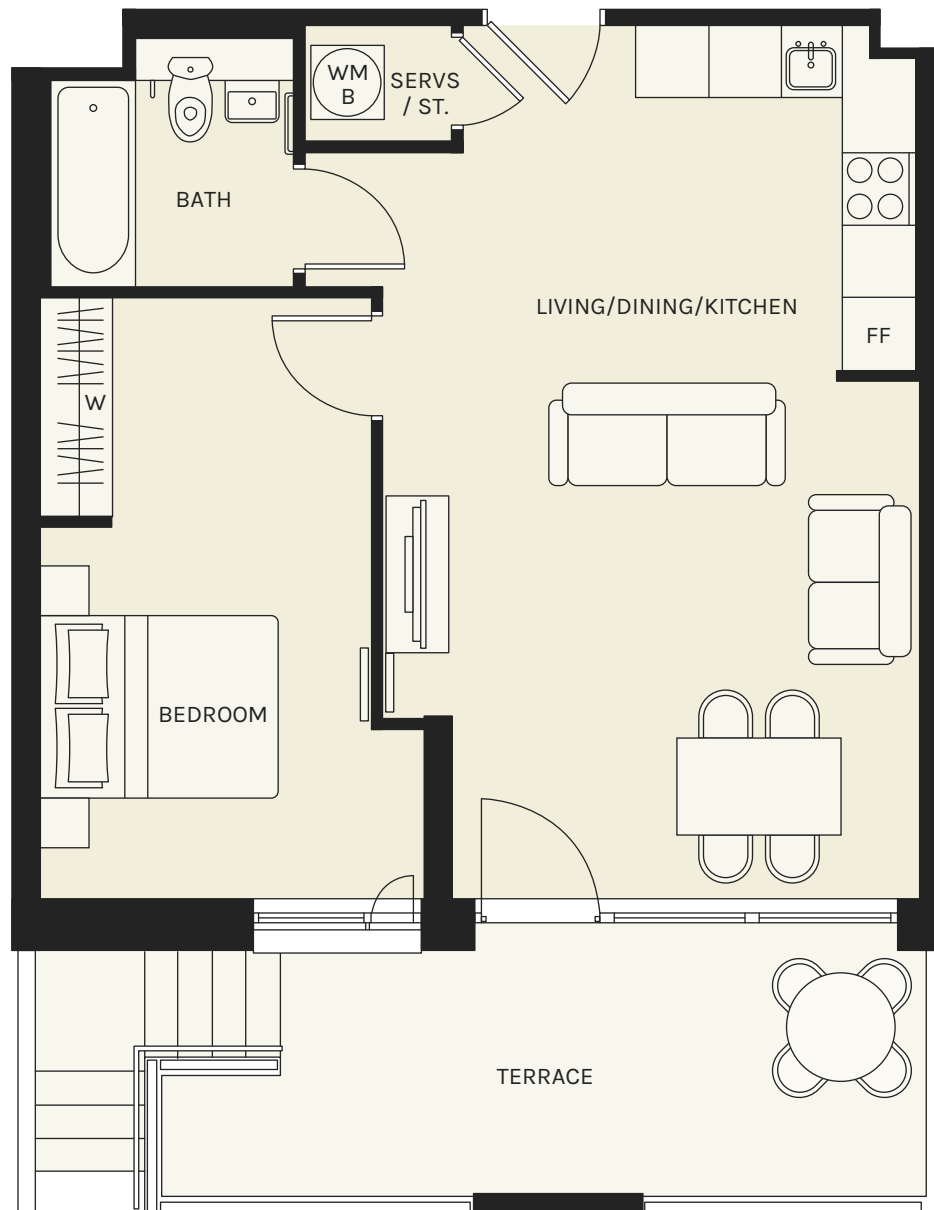 WM
B
SERVS
/ ST.
BATH
LIVING/DINING/KITCHEN
FF
W
BEDROOM
TERRACE